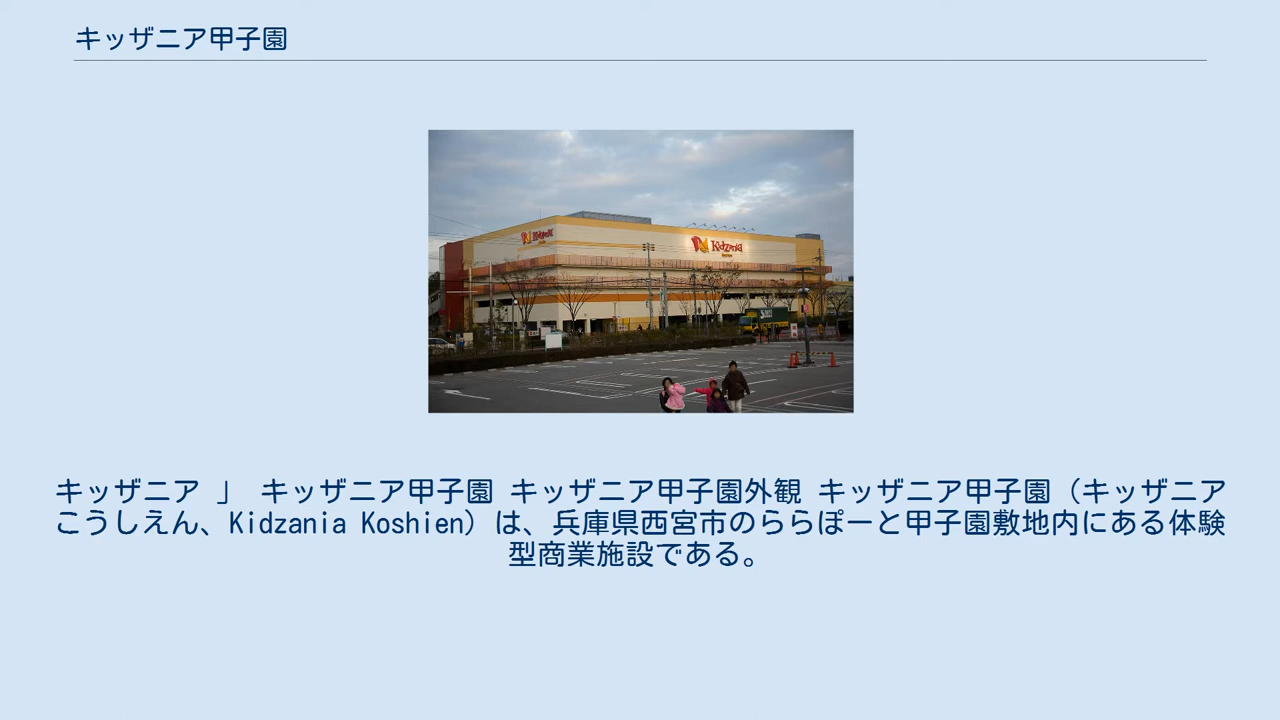 キッザニア甲子園
Kidzania
Kidzania
キッザニア 」 キッザニア甲子園 キッザニア甲子園外観 キッザニア甲子園（キッザニア
こうしえん、Kidzania Koshien）は、兵庫県西宮市のららぽーと甲子園敷地内にある体験
型商業施設である。